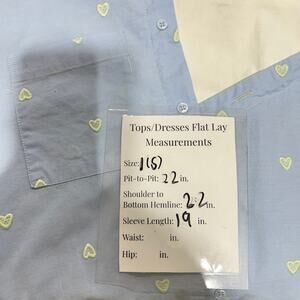 Tops/Dresses Flat Lay
Measurements
Size: 1(S)
Pit-to-Pit: 22 in.
Shoulder to
Bottom Hemline: 22 in.
Sleeve Length: 19 in.
Waist: in.
Hip: in.